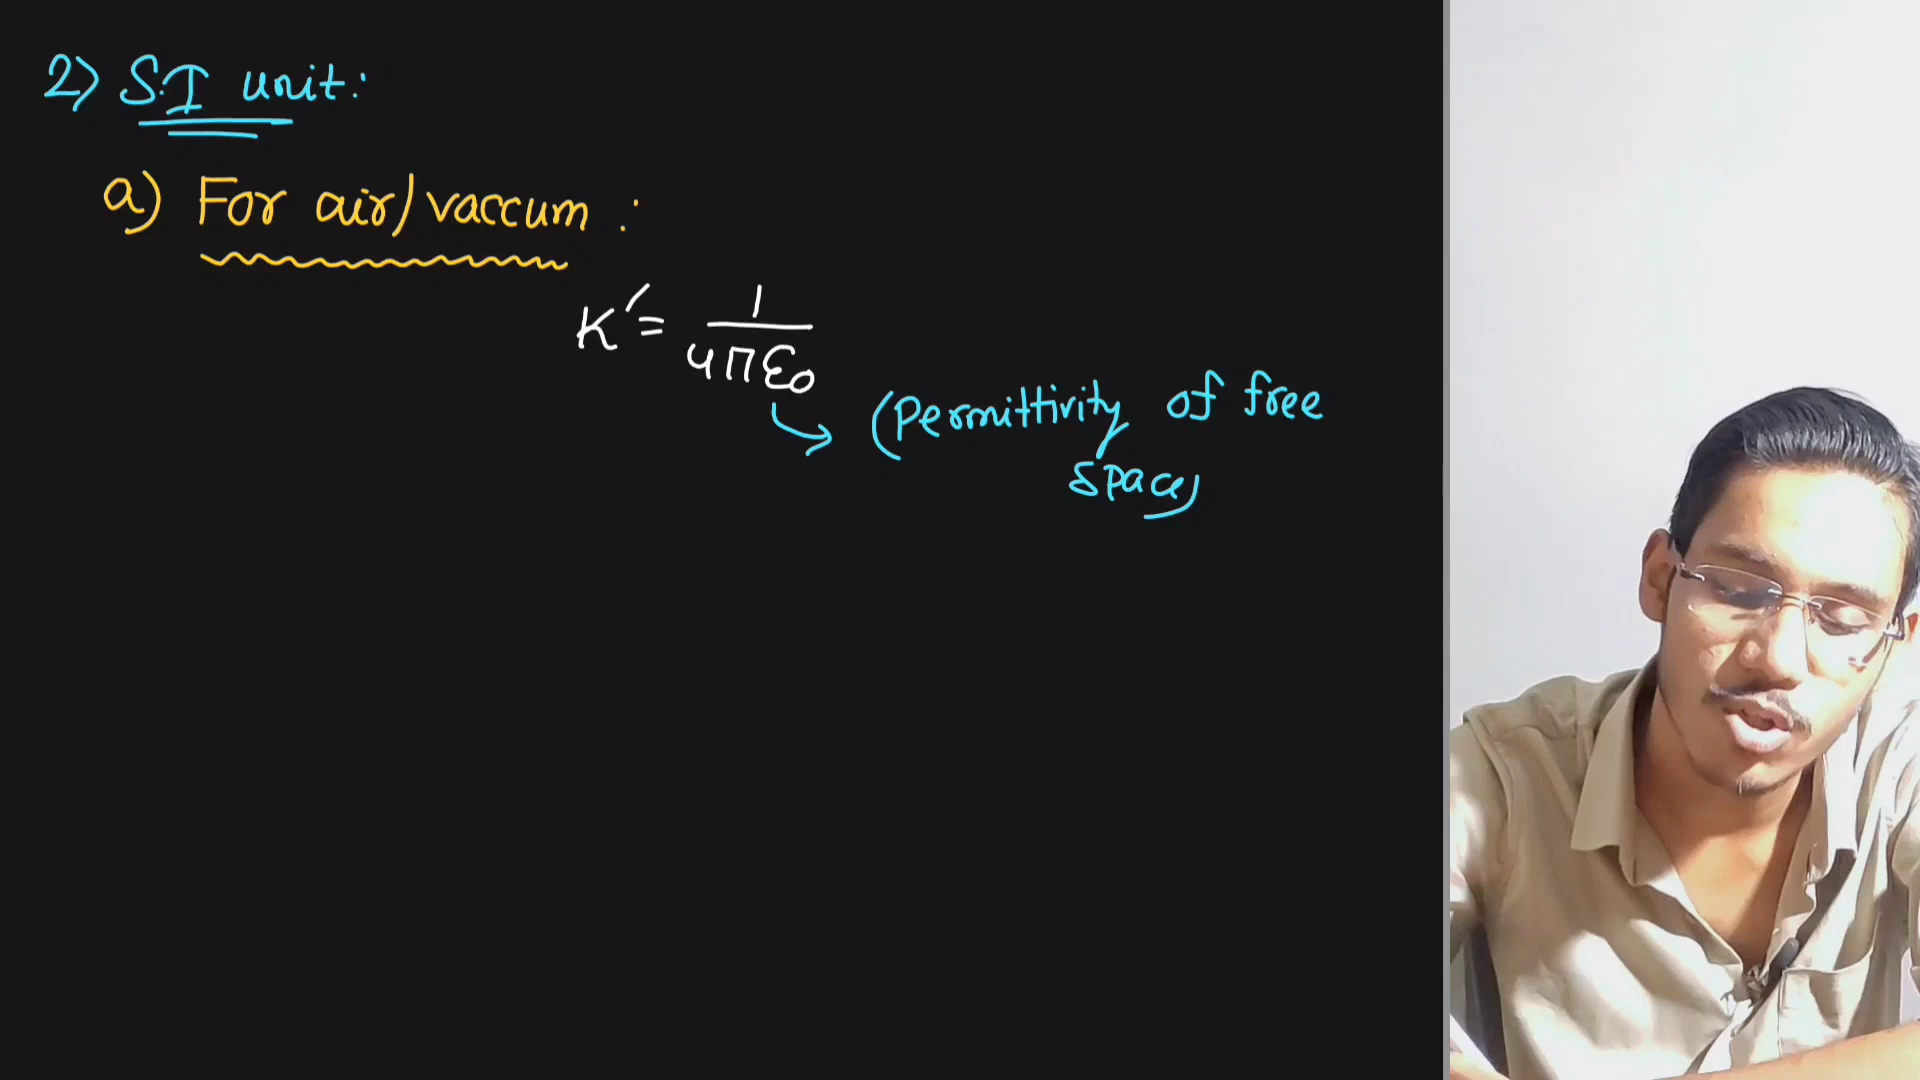 2) S.I unit:
a) For air/vaccum :
K' = 1/4πε0
(Permittivity of free
space)